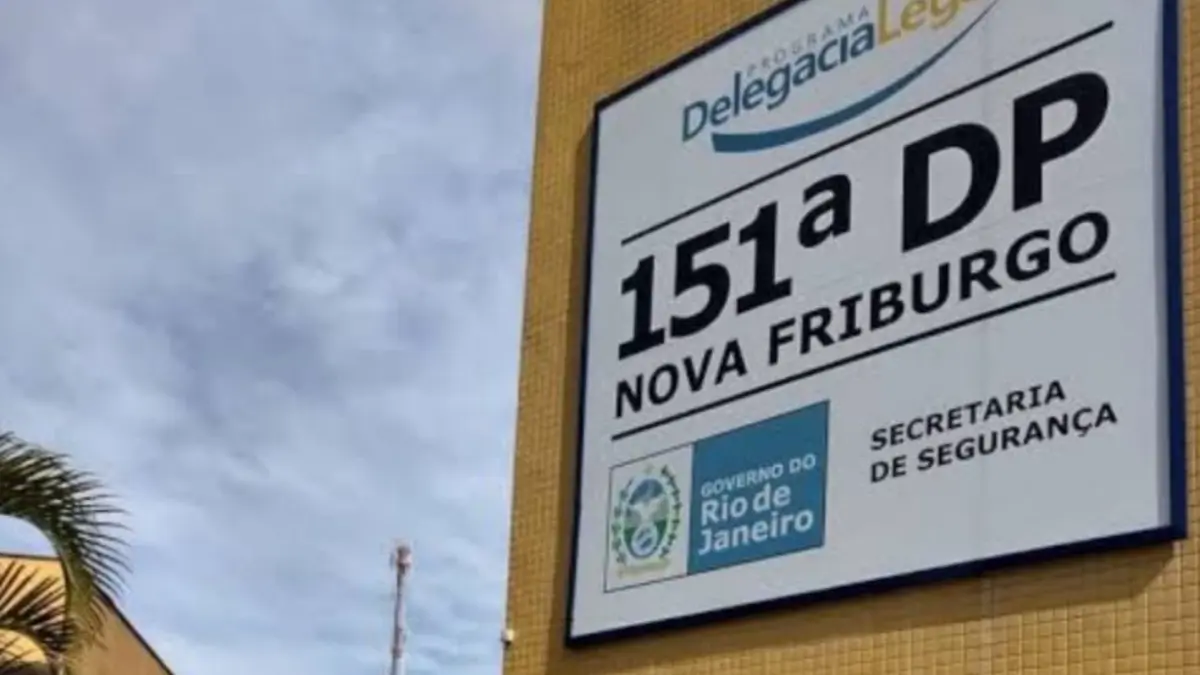 PROGRAMA
Delegacia Legal
151ª DP
NOVA FRIBURGO
GOVERNO DO
Rio de
Janeiro
SECRETARIA
DE SEGURANÇA